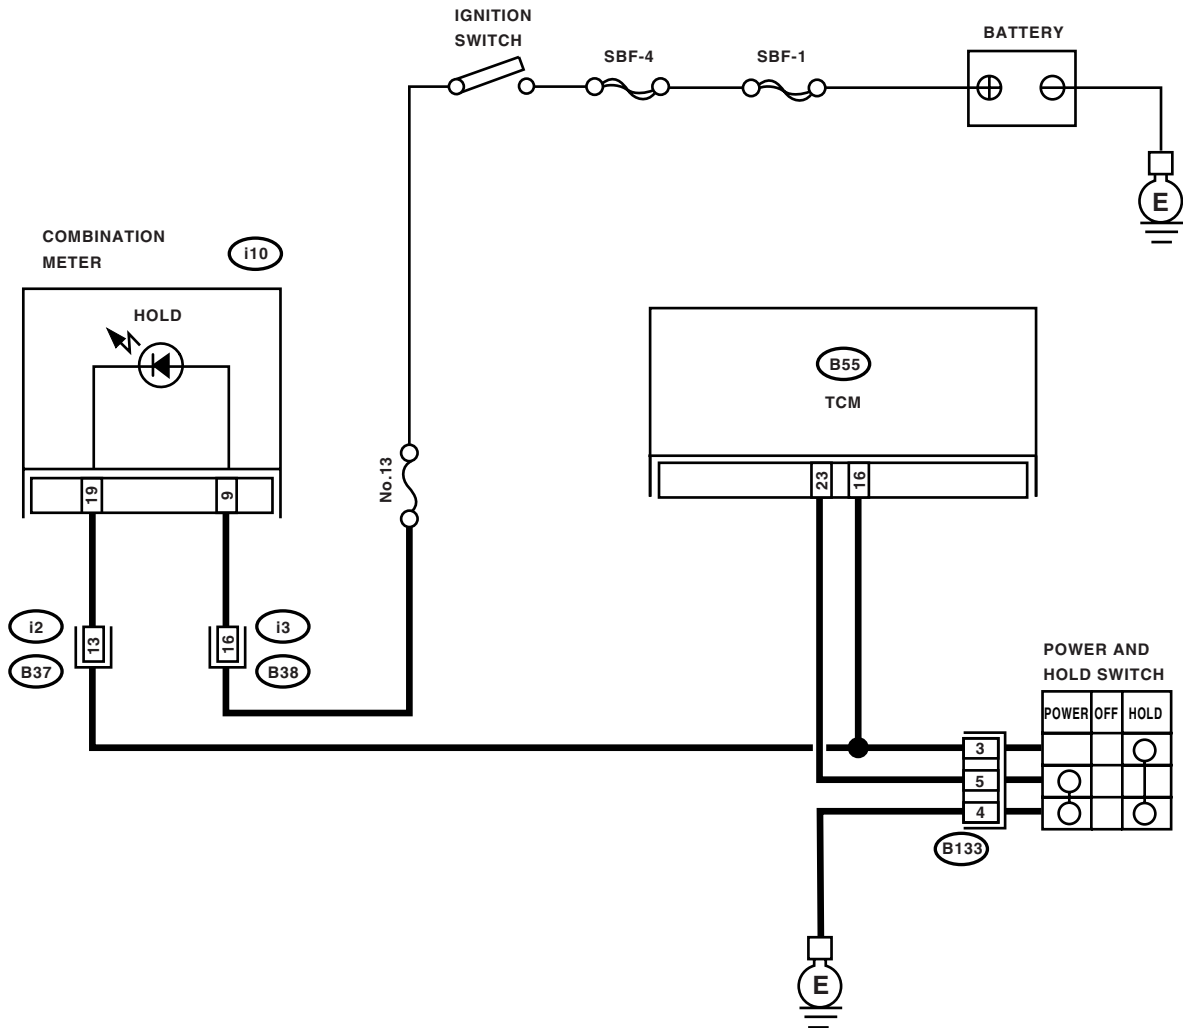 IGNITION
SWITCH
SBF-4
SBF-1
BATTERY
E
COMBINATION
METER
i10
HOLD
B55
TCM
No.13
19
9
23
16
i2
13
B37
16
i3
B38
POWER AND
HOLD SWITCH
POWER OFF HOLD
3
5
4
B133
E